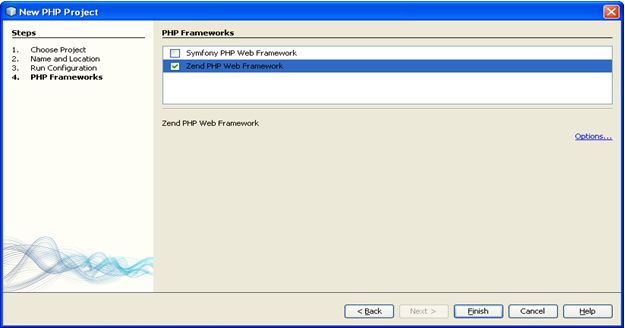 New PHP Project
Steps
1. Choose Project
2. Name and Location
3. Run Configuration
4. PHP Frameworks
PHP Frameworks
Symfony PHP Web Framework
Zend PHP Web Framework
Zend PHP Web Framework
Options...
< Back Next > Finish Cancel Help